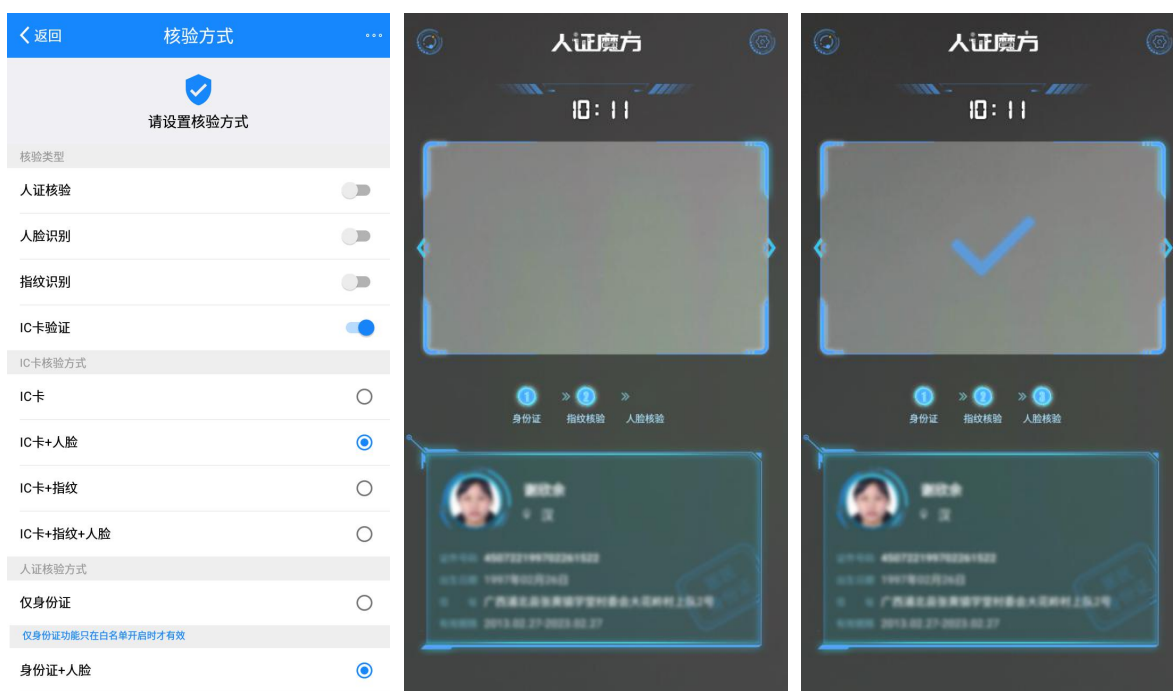 返回
核验方式
请设置核验方式
核验类型
人证核验
人脸识别
指纹识别
IC卡验证
IC卡核验方式
IC卡
IC卡+人脸
IC卡+指纹
IC卡+指纹+人脸
人证核验方式
仅身份证
仅身份证功能只在白名单开启时才有效
身份证+人脸
人证魔方
10:11
1 » 2 »
身份证 指纹核验 人脸核验
人证魔方
10:11
1 » 2 » 3
身份证 指纹核验 人脸核验